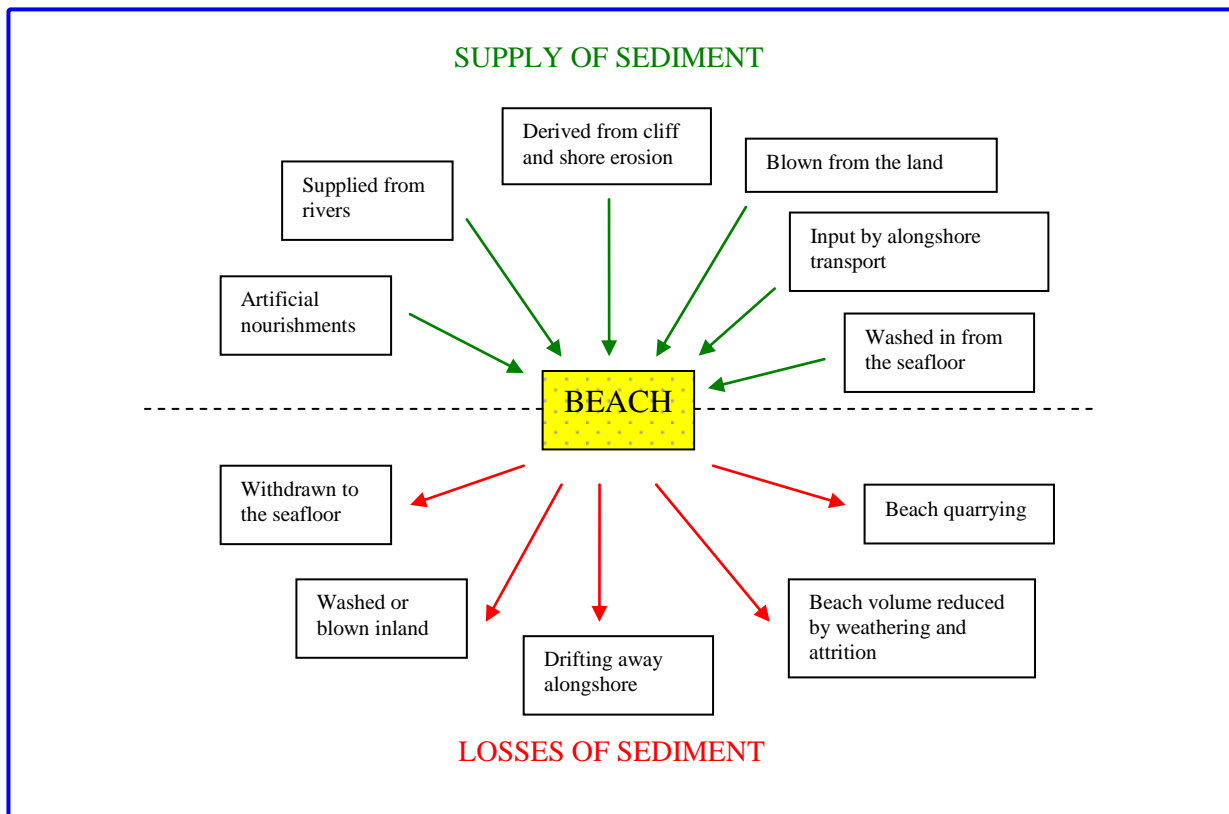 SUPPLY OF SEDIMENT
Derived from cliff
and shore erosion
Blown from the land
Supplied from
rivers
Input by alongshore
transport
Artificial
nourishments
Washed in from
the seafloor
BEACH
Withdrawn to
the seafloor
Beach quarrying
Washed or
blown inland
Beach volume reduced
by weathering and
attrition
Drifting away
alongshore
LOSSES OF SEDIMENT